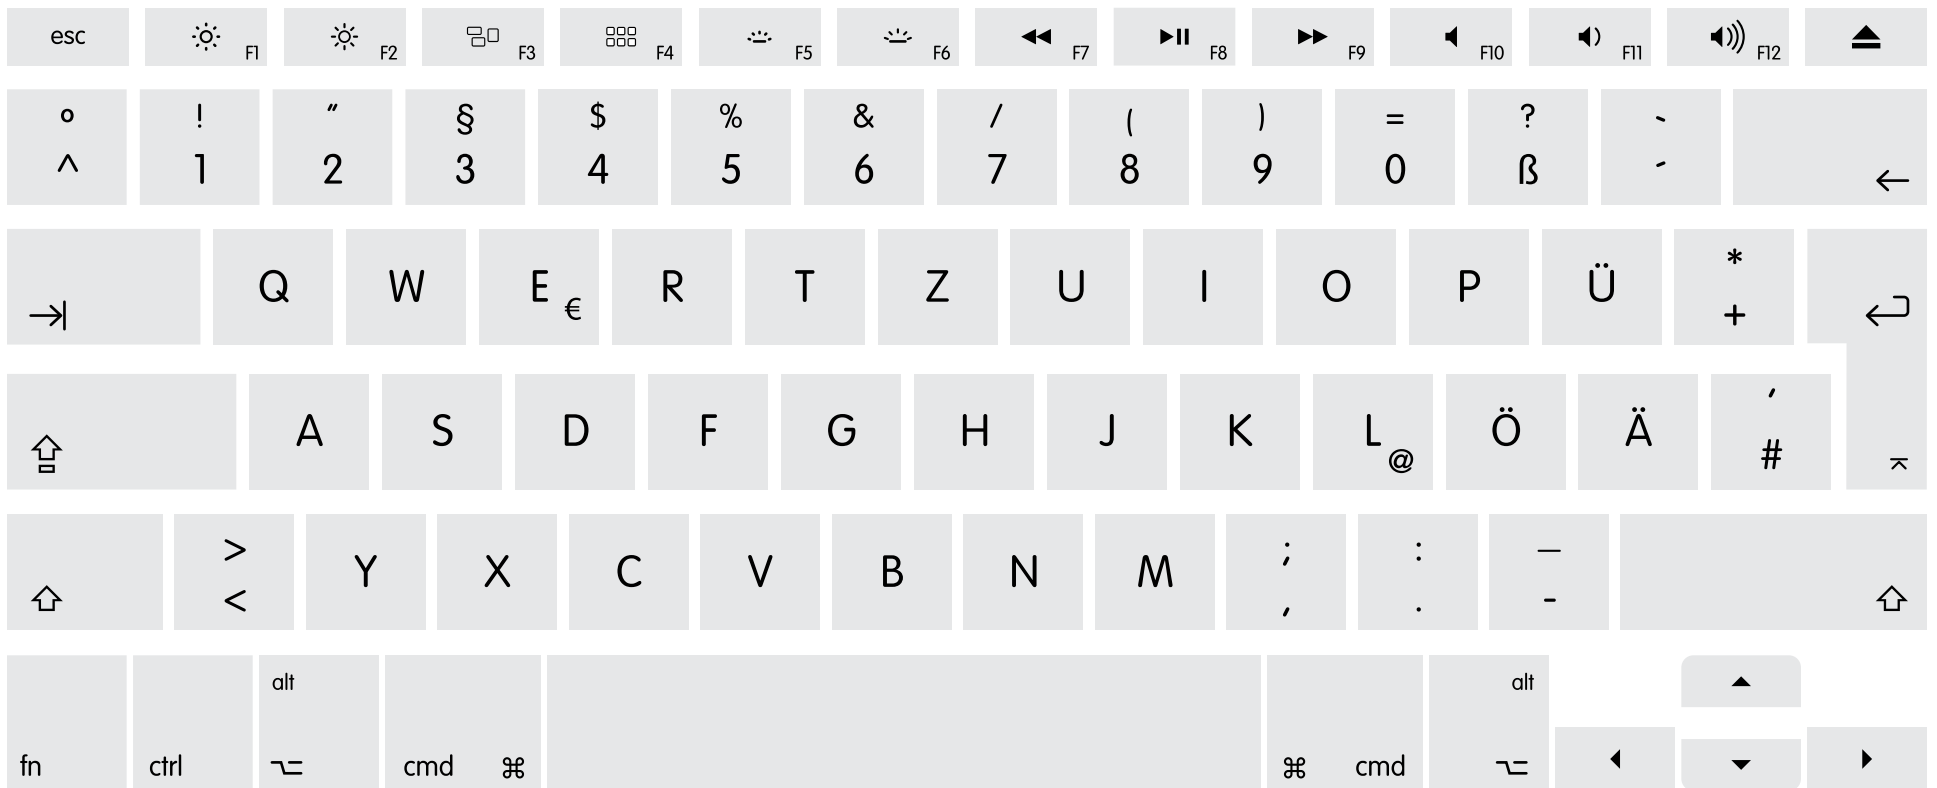 esc F1 F2 F3 F4 F5 F6 F7 F8 F9 F10 F11 F12
° ! ″ § $ % & / ( ) = ? `
^ 1 2 3 4 5 6 7 8 9 0 ß ´
Q W E € R T Z U I O P Ü * +
A S D F G H J K L @ Ö Ä ′ #
> Y X C V B N M ; : _
< , . -
alt alt
fn ctrl ⌥ cmd ⌘ ⌘ cmd ⌥